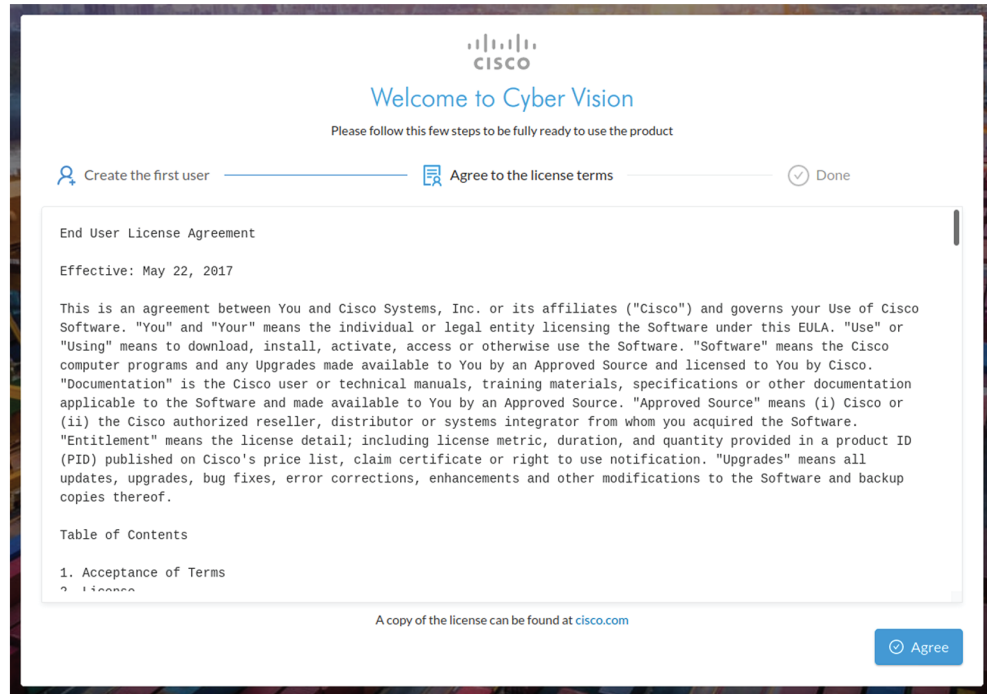 CISCO
Welcome to Cyber Vision
Please follow this few steps to be fully ready to use the product
Create the first user
Agree to the license terms
Done
End User License Agreement
Effective: May 22, 2017
This is an agreement between You and Cisco Systems, Inc. or its affiliates ("Cisco") and governs your Use of Cisco
Software. "You" and "Your" means the individual or legal entity licensing the Software under this EULA. "Use" or
"Using" means to download, install, activate, access or otherwise use the Software. "Software" means the Cisco
computer programs and any Upgrades made available to You by an Approved Source and licensed to You by Cisco.
"Documentation" is the Cisco user or technical manuals, training materials, specifications or other documentation
applicable to the Software and made available to You by an Approved Source. "Approved Source" means (i) Cisco or
(ii) the Cisco authorized reseller, distributor or systems integrator from whom you acquired the Software.
"Entitlement" means the license detail; including license metric, duration, and quantity provided in a product ID
(PID) published on Cisco's price list, claim certificate or right to use notification. "Upgrades" means all
updates, upgrades, bug fixes, error corrections, enhancements and other modifications to the Software and backup
copies thereof.
Table of Contents
1. Acceptance of Terms
2. License
A copy of the license can be found at cisco.com
Agree